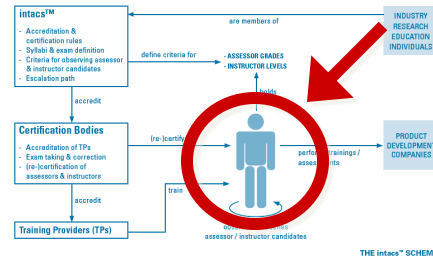 intacs™
- Accreditation &
certification rules
- Syllabi & exam definition
- Criteria for observing assessor
& instructor candidates
- Escalation path
are members of
INDUSTRY
RESEARCH
EDUCATION
INDIVIDUALS
define criteria for
- ASSESSOR GRADES
- INSTRUCTOR LEVELS
accredit
holds
Certification Bodies
- Accreditation of TPs
- Exam taking & correction
- (re-)certification of
assessors & instructors
(re-)certify
trainings /
PRODUCT
DEVELOPMENT
COMPANIES
accredit
train
Training Providers (TPs)
assessor / instructor candidates
THE intacs™ SCHEM